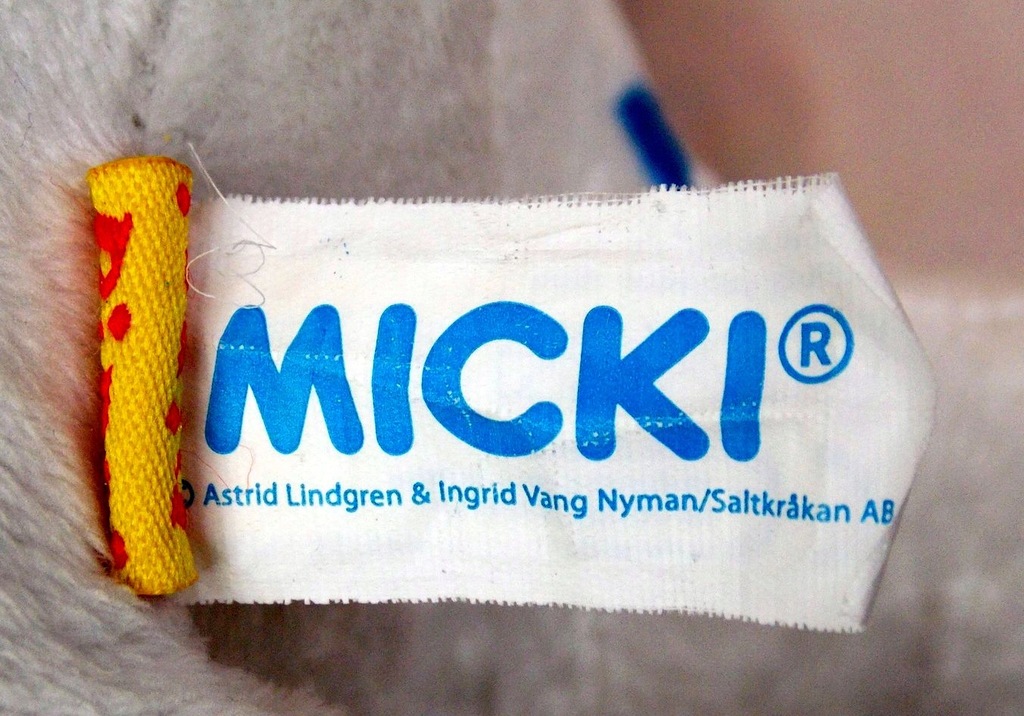 MICKI®
© Astrid Lindgren & Ingrid Vang Nyman/Saltkråkan AB